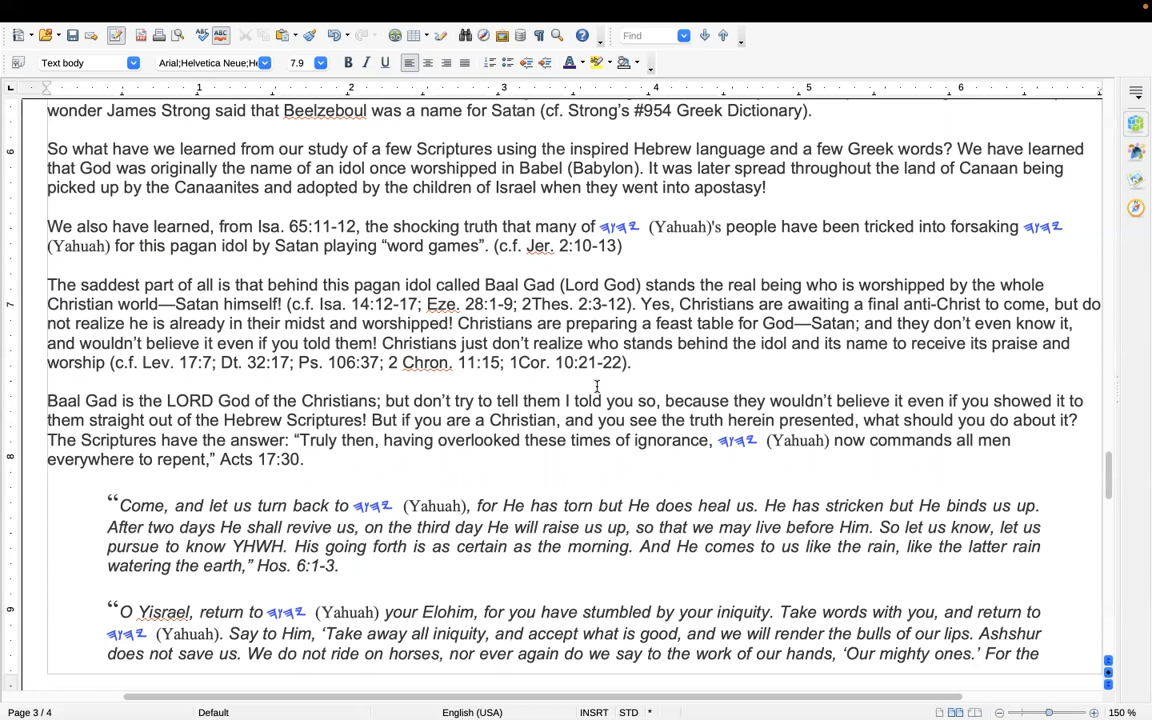 Find
Text body
Arial;Helvetica Neue;He
7.9
1 2 3 4 5 6
wonder James Strong said that Beelzeboul was a name for Satan (cf. Strong's #954 Greek Dictionary).
So what have we learned from our study of a few Scriptures using the inspired Hebrew language and a few Greek words? We have learned
that God was originally the name of an idol once worshipped in Babel (Babylon). It was later spread throughout the land of Canaan being
picked up by the Canaanites and adopted by the children of Israel when they went into apostasy!
We also have learned, from Isa. 65:11-12, the shocking truth that many of 𐤉𐤄𐤅𐤄 (Yahuah)'s people have been tricked into forsaking 𐤉𐤄𐤅𐤄
(Yahuah) for this pagan idol by Satan playing “word games”. (c.f. Jer. 2:10-13)
The saddest part of all is that behind this pagan idol called Baal Gad (Lord God) stands the real being who is worshipped by the whole
Christian world—Satan himself! (c.f. Isa. 14:12-17; Eze. 28:1-9; 2Thes. 2:3-12). Yes, Christians are awaiting a final anti-Christ to come, but do
not realize he is already in their midst and worshipped! Christians are preparing a feast table for God—Satan; and they don't even know it,
and wouldn't believe it even if you told them! Christians just don't realize who stands behind the idol and its name to receive its praise and
worship (c.f. Lev. 17:7; Dt. 32:17; Ps. 106:37; 2 Chron. 11:15; 1Cor. 10:21-22).
Baal Gad is the LORD God of the Christians; but don't try to tell them I told you so, because they wouldn't believe it even if you showed it to
them straight out of the Hebrew Scriptures! But if you are a Christian, and you see the truth herein presented, what should you do about it?
The Scriptures have the answer: “Truly then, having overlooked these times of ignorance, 𐤉𐤄𐤅𐤄 (Yahuah) now commands all men
everywhere to repent,” Acts 17:30.
“Come, and let us turn back to 𐤉𐤄𐤅𐤄 (Yahuah), for He has torn but He does heal us. He has stricken but He binds us up.
After two days He shall revive us, on the third day He will raise us up, so that we may live before Him. So let us know, let us
pursue to know YHWH. His going forth is as certain as the morning. And He comes to us like the rain, like the latter rain
watering the earth,” Hos. 6:1-3.
“O Yisrael, return to 𐤉𐤄𐤅𐤄 (Yahuah) your Elohim, for you have stumbled by your iniquity. Take words with you, and return to
𐤉𐤄𐤅𐤄 (Yahuah). Say to Him, ‘Take away all iniquity, and accept what is good, and we will render the bulls of our lips. Ashshur
does not save us. We do not ride on horses, nor ever again do we say to the work of our hands, ‘Our mighty ones.’ For the
6
7
8
9
Page 3 / 4 Default English (USA) INSRT STD * 150 %